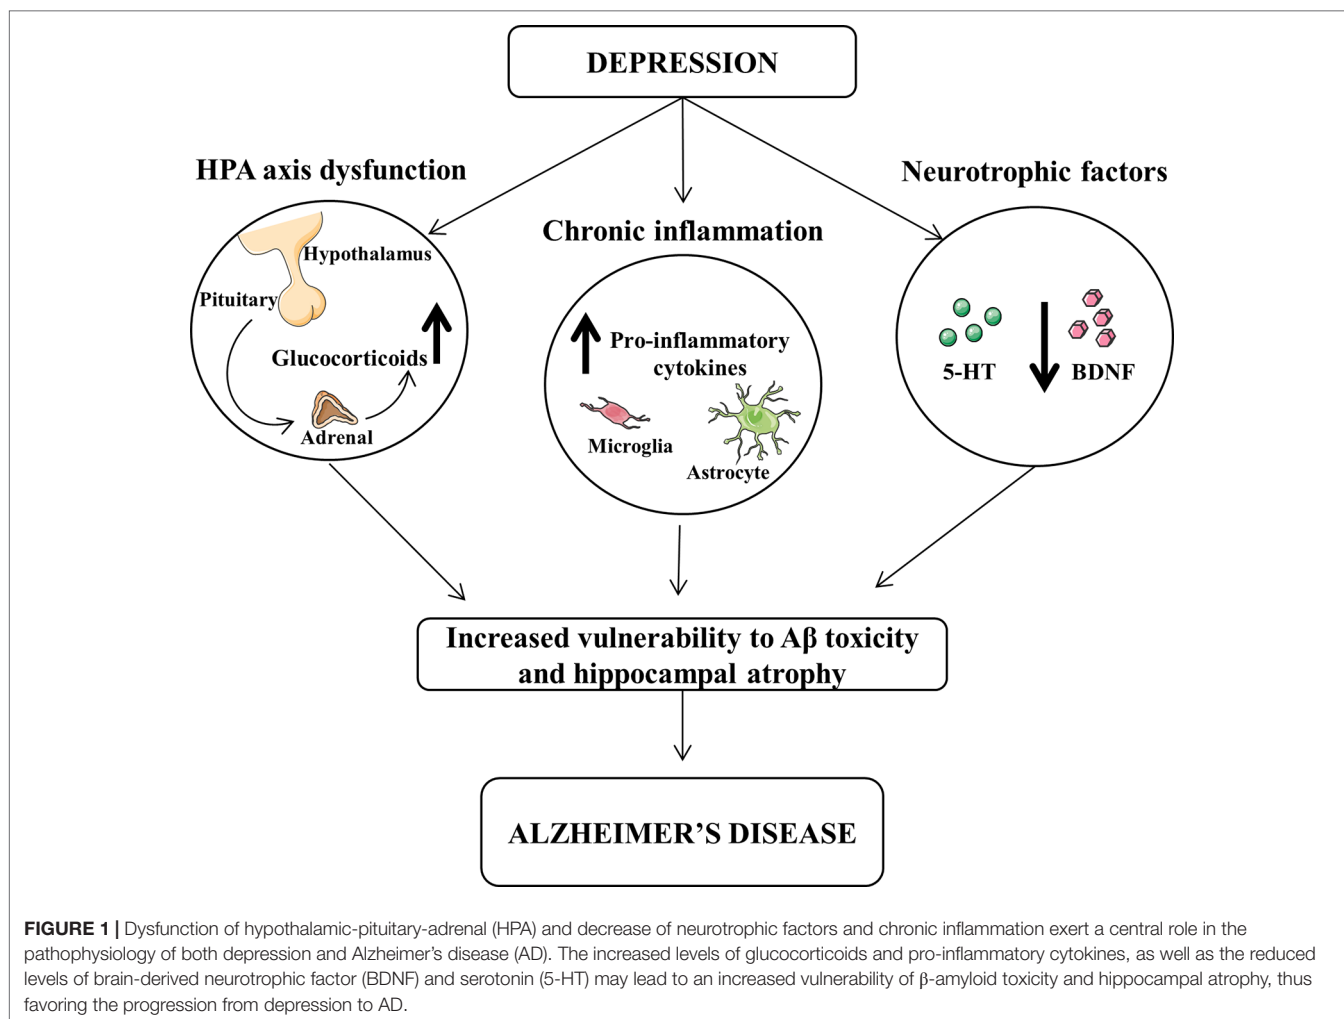 DEPRESSION
HPA axis dysfunction
Neurotrophic factors
Chronic inflammation
Hypothalamus
Pituitary
Glucocorticoids
Adrenal
Pro-inflammatory
cytokines
Microglia
Astrocyte
5-HT
BDNF
Increased vulnerability to Aβ toxicity
and hippocampal atrophy
ALZHEIMER’S DISEASE
FIGURE 1 | Dysfunction of hypothalamic-pituitary-adrenal (HPA) and decrease of neurotrophic factors and chronic inflammation exert a central role in the
pathophysiology of both depression and Alzheimer’s disease (AD). The increased levels of glucocorticoids and pro-inflammatory cytokines, as well as the reduced
levels of brain-derived neurotrophic factor (BDNF) and serotonin (5-HT) may lead to an increased vulnerability of β-amyloid toxicity and hippocampal atrophy, thus
favoring the progression from depression to AD.